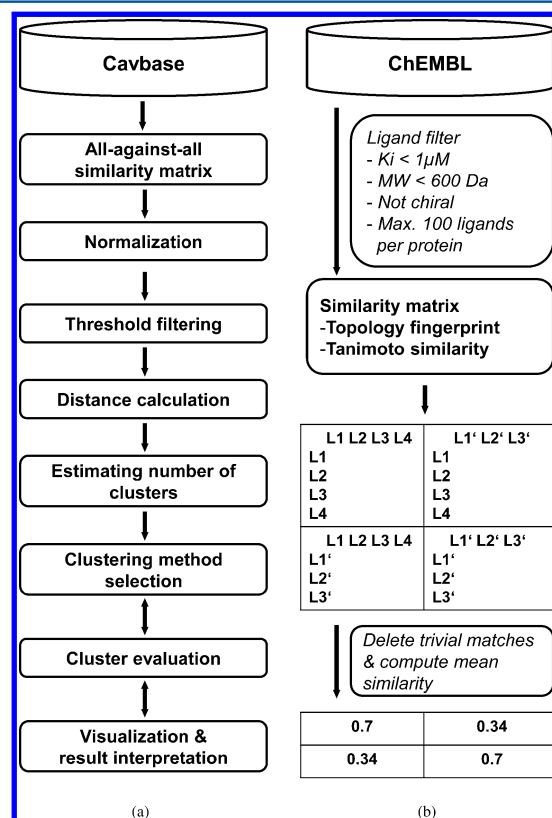 Cavbase
All-against-all
similarity matrix
Normalization
Threshold filtering
Distance calculation
Estimating number of
clusters
Clustering method
selection
Cluster evaluation
Visualization &
result interpretation
(a)
ChEMBL
Ligand filter
- Ki < 1µM
- MW < 600 Da
- Not chiral
- Max. 100 ligands
per protein
Similarity matrix
-Topology fingerprint
-Tanimoto similarity
L1 L2 L3 L4
L1
L2
L3
L4
L1‘ L2‘ L3‘
L1
L2
L3
L4
L1 L2 L3 L4
L1‘
L2‘
L3‘
L1‘ L2‘ L3‘
L1‘
L2‘
L3‘
Delete trivial matches
& compute mean
similarity
0.7 0.34
0.34 0.7
(b)